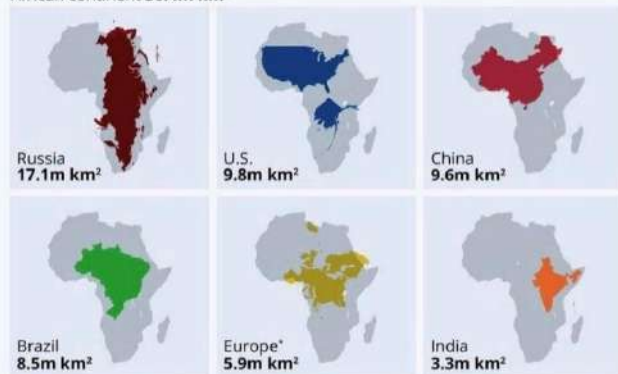 Russia
17.1m km²
U.S.
9.8m km²
China
9.6m km²
Brazil
8.5m km²
Europe*
5.9m km²
India
3.3m km²